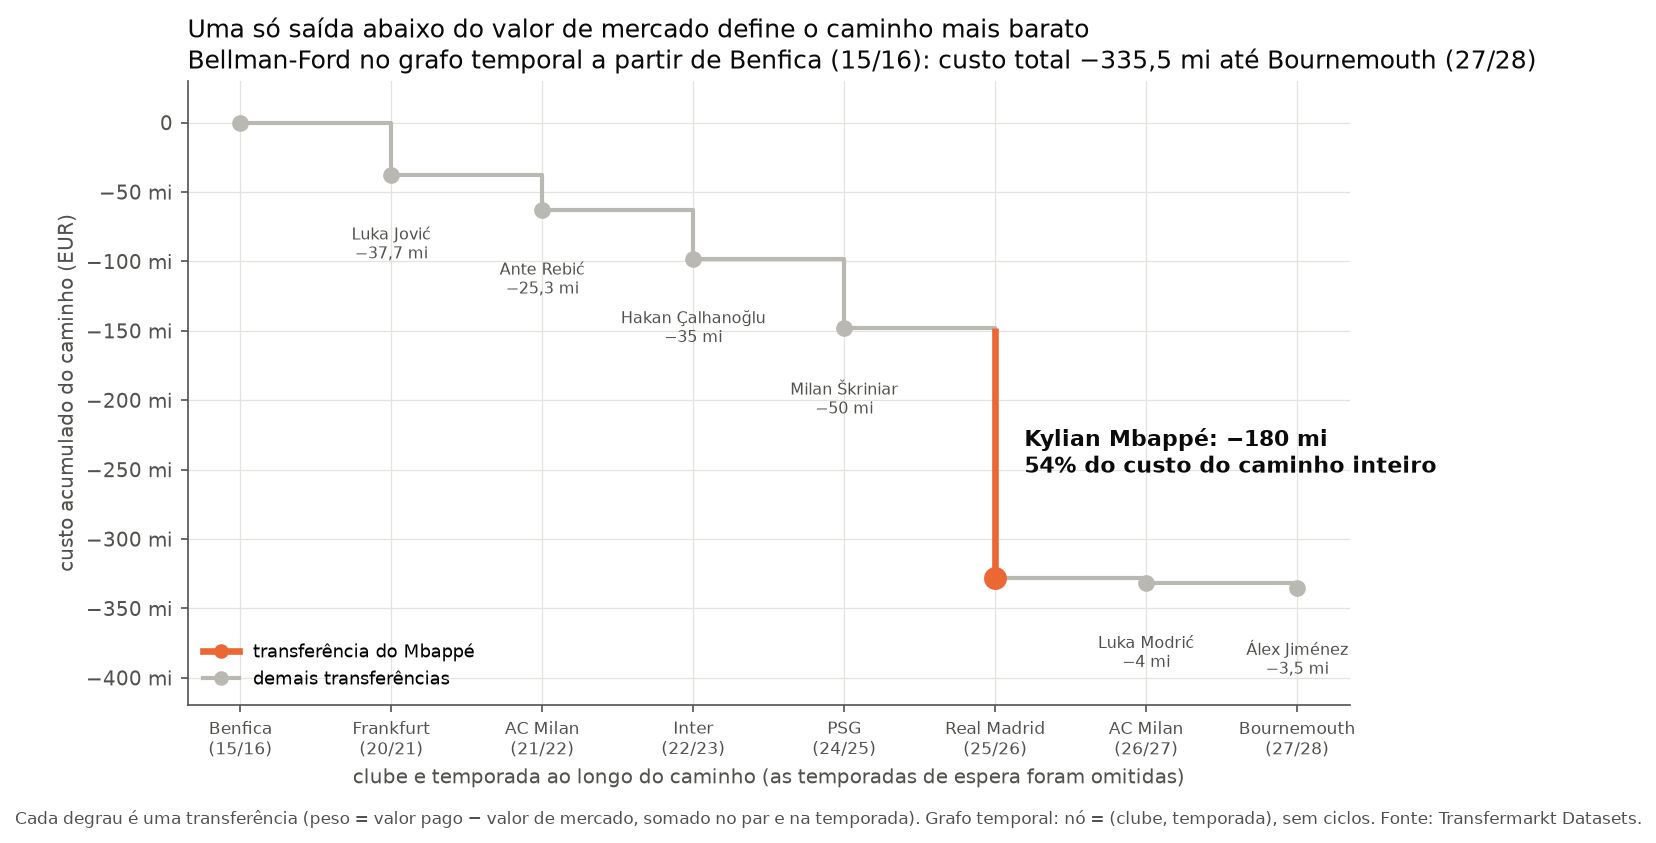 Uma só saída abaixo do valor de mercado define o caminho mais barato
Bellman-Ford no grafo temporal a partir de Benfica (15/16): custo total −335,5 mi até Bournemouth (27/28)
custo acumulado do caminho (EUR)
0
−50 mi
−100 mi
−150 mi
−200 mi
−250 mi
−300 mi
−350 mi
−400 mi
Luka Jović
−37,7 mi
Ante Rebić
−25,3 mi
Hakan Çalhanoğlu
−35 mi
Milan Škriniar
−50 mi
Kylian Mbappé: −180 mi
54% do custo do caminho inteiro
Luka Modrić
−4 mi
Álex Jiménez
−3,5 mi
transferência do Mbappé
demais transferências
Benfica
(15/16)
Frankfurt
(20/21)
AC Milan
(21/22)
Inter
(22/23)
PSG
(24/25)
Real Madrid
(25/26)
AC Milan
(26/27)
Bournemouth
(27/28)
clube e temporada ao longo do caminho (as temporadas de espera foram omitidas)
Cada degrau é uma transferência (peso = valor pago − valor de mercado, somado no par e na temporada). Grafo temporal: nó = (clube, temporada), sem ciclos. Fonte: Transfermarkt Datasets.